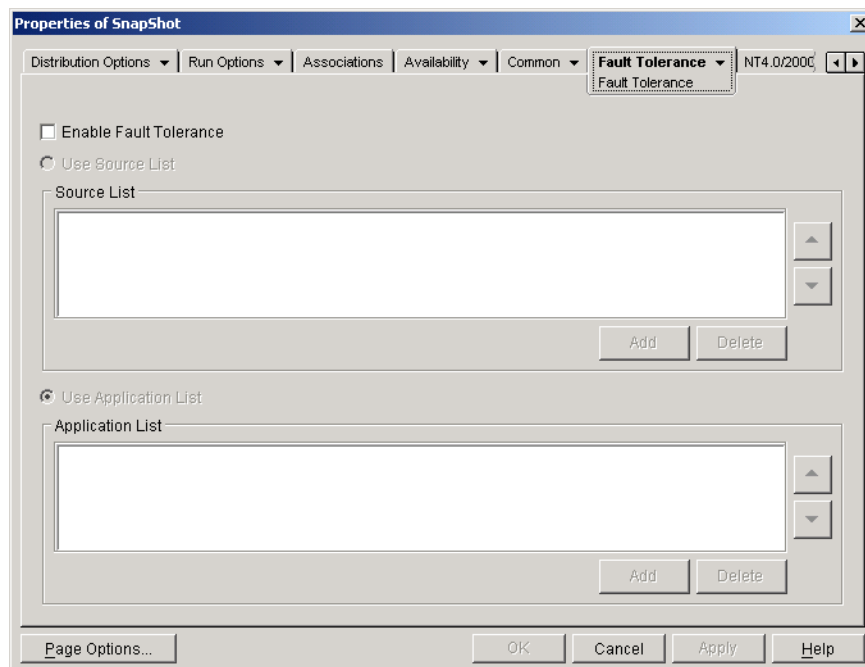 Properties of SnapShot
Distribution Options Run Options Associations Availability Common Fault Tolerance NT4.0/2000
Fault Tolerance
Enable Fault Tolerance
Use Source List
Source List
Add Delete
Use Application List
Application List
Add Delete
Page Options... OK Cancel Apply Help